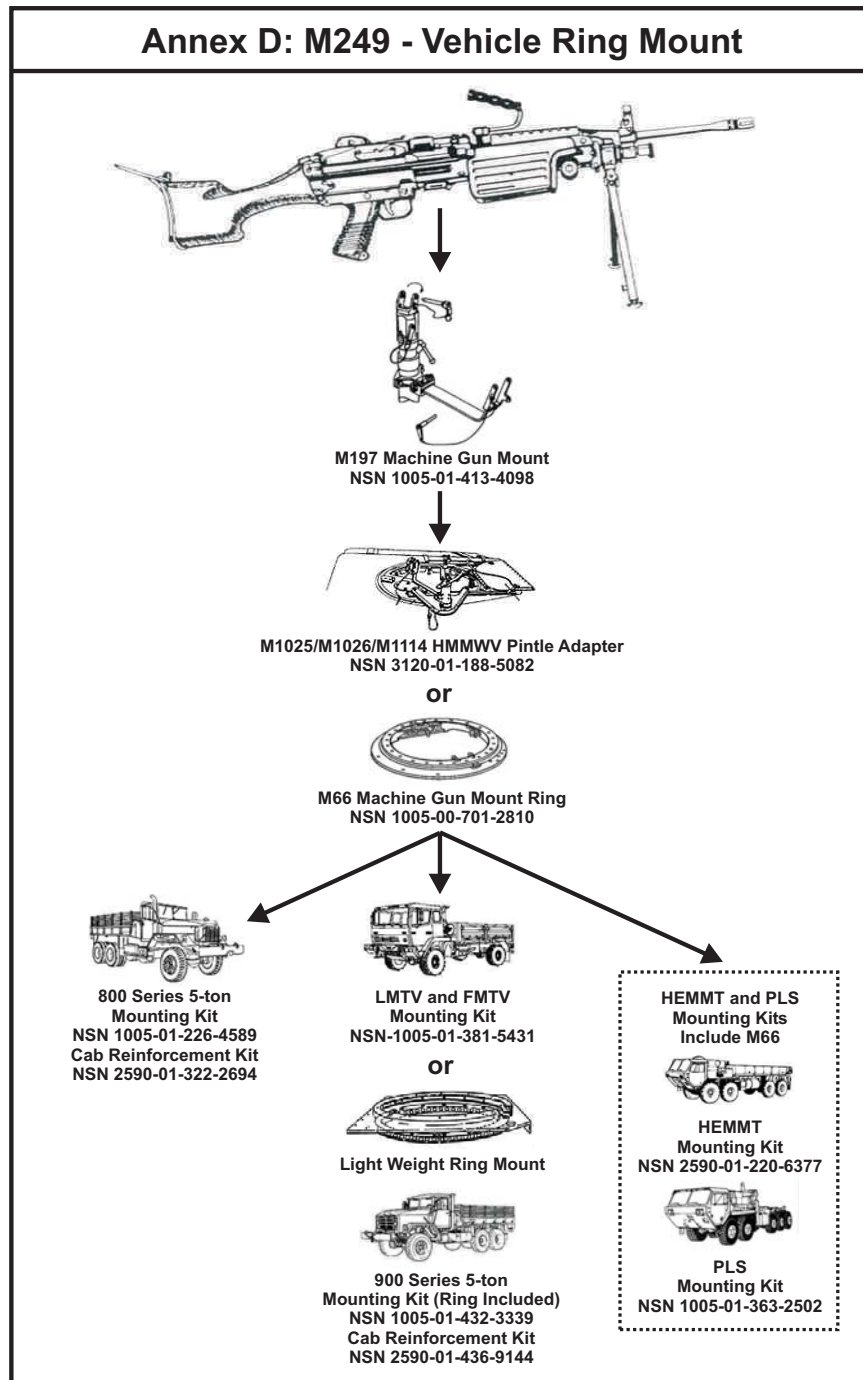 Annex D: M249 - Vehicle Ring Mount
M197 Machine Gun Mount
NSN 1005-01-413-4098
M1025/M1026/M1114 HMMWV Pintle Adapter
NSN 3120-01-188-5082
or
M66 Machine Gun Mount Ring
NSN 1005-00-701-2810
800 Series 5-ton
Mounting Kit
NSN 1005-01-226-4589
Cab Reinforcement Kit
NSN 2590-01-322-2694
LMTV and FMTV
Mounting Kit
NSN-1005-01-381-5431
or
Light Weight Ring Mount
900 Series 5-ton
Mounting Kit (Ring Included)
NSN 1005-01-432-3339
Cab Reinforcement Kit
NSN 2590-01-436-9144
HEMMT and PLS
Mounting Kits
Include M66
HEMMT
Mounting Kit
NSN 2590-01-220-6377
PLS
Mounting Kit
NSN 1005-01-363-2502